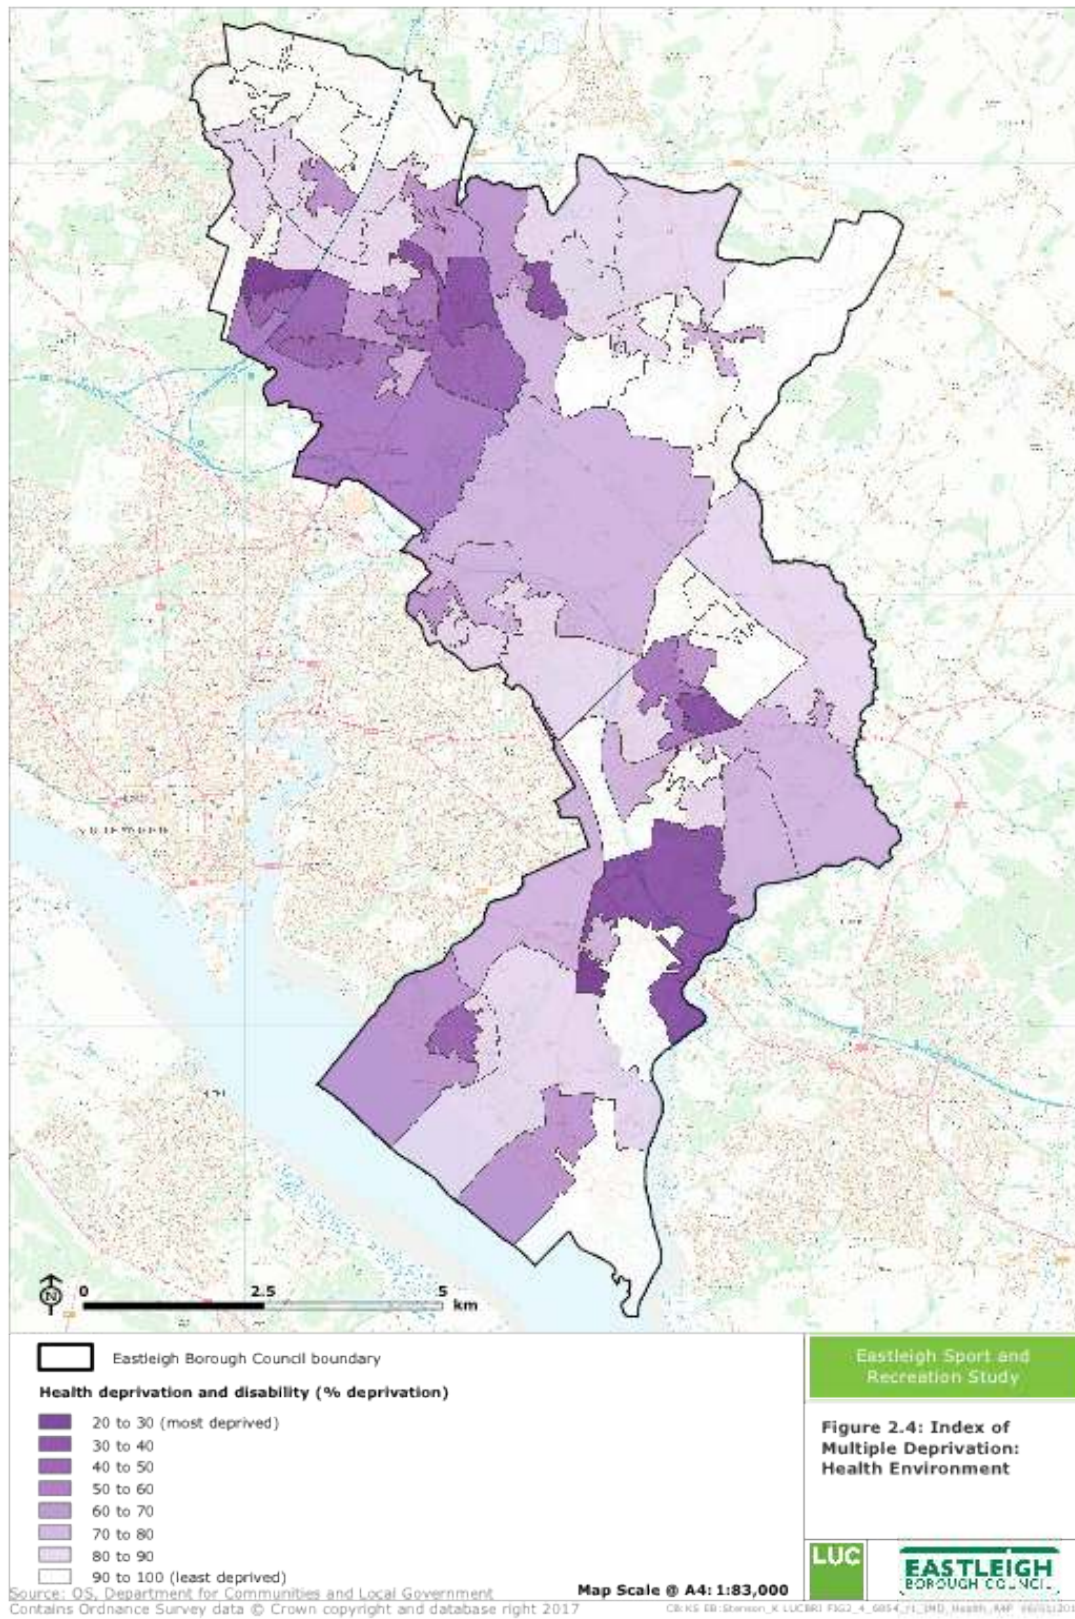 0 2.5 5
km
N
Eastleigh Borough Council boundary
Health deprivation and disability (% deprivation)
20 to 30 (most deprived)
30 to 40
40 to 50
50 to 60
60 to 70
70 to 80
80 to 90
90 to 100 (least deprived)
Source: OS, Department for Communities and Local Government
Contains Ordnance Survey data © Crown copyright and database right 2017
Map Scale @ A4: 1:83,000
Eastleigh Sport and
Recreation Study
Figure 2.4: Index of
Multiple Deprivation:
Health Environment
LUC
EASTLEIGH
BOROUGH COUNCIL